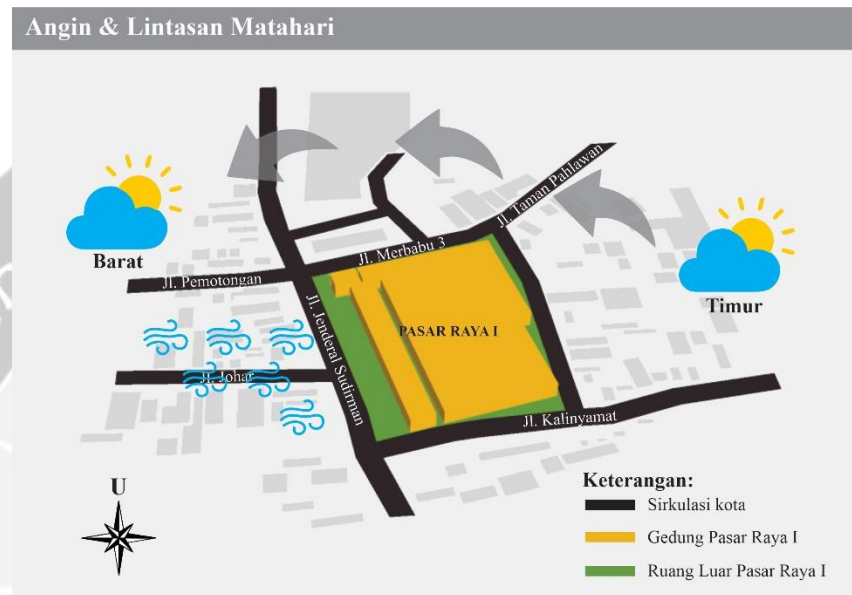 Angin & Lintasan Matahari
Jl. Taman Pahlawan
Barat
Jl. Merbabu 3
Jl. Pemotongan
Timur
Jl. Jenderal Sudirman
PASAR RAYA I
Jl. Johar
Jl. Kalinyamat
U
Keterangan:
Sirkulasi kota
Gedung Pasar Raya I
Ruang Luar Pasar Raya I